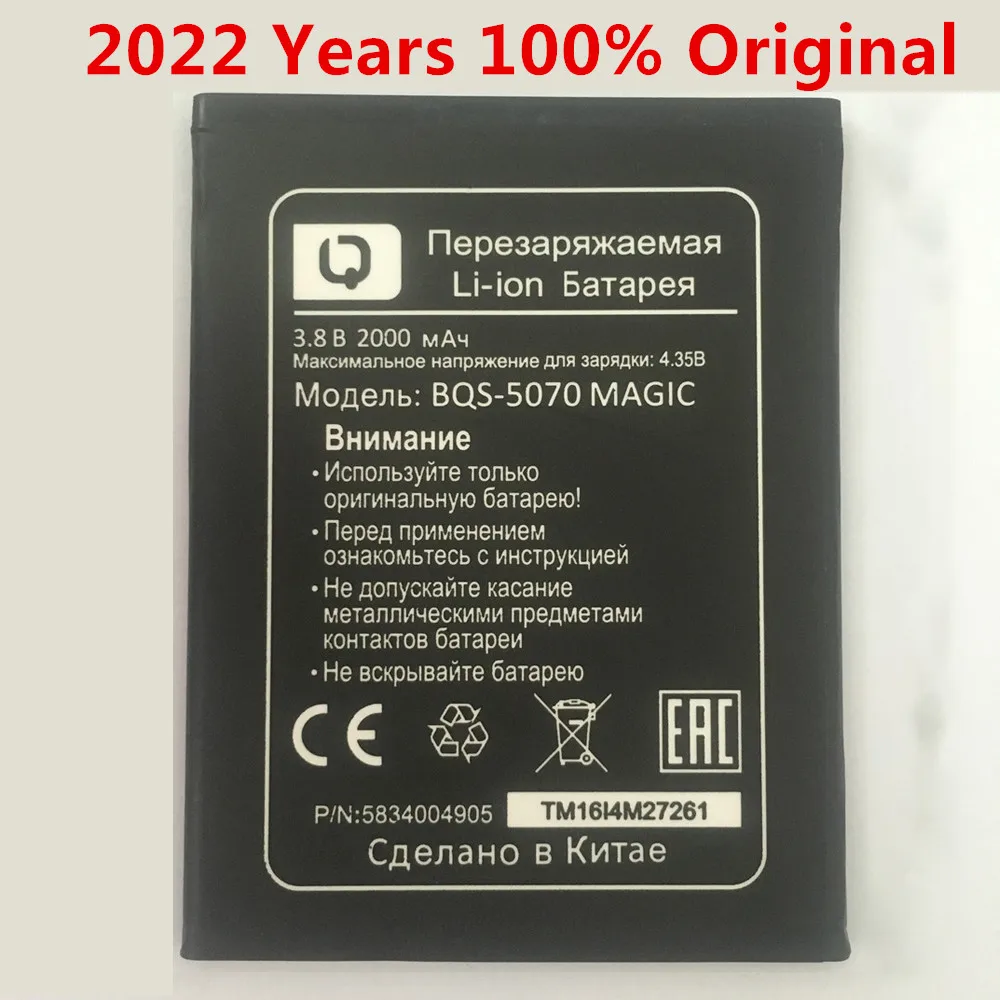 2022 Years 100% Original
Перезаряжаемая
Li-ion Батарея
3.8 В 2000 мАч
Максимальное напряжение для зарядки: 4.35В
Модель: BQS-5070 MAGIC
Внимание
• Используйте только
оригинальную батарею!
• Перед применением
ознакомьтесь с инструкцией
• Не допускайте касание
металлическими предметами
контактов батареи
• Не вскрывайте батарею
CE EAC
P/N:5834004905 TM16I4M27261
Сделано в Китае